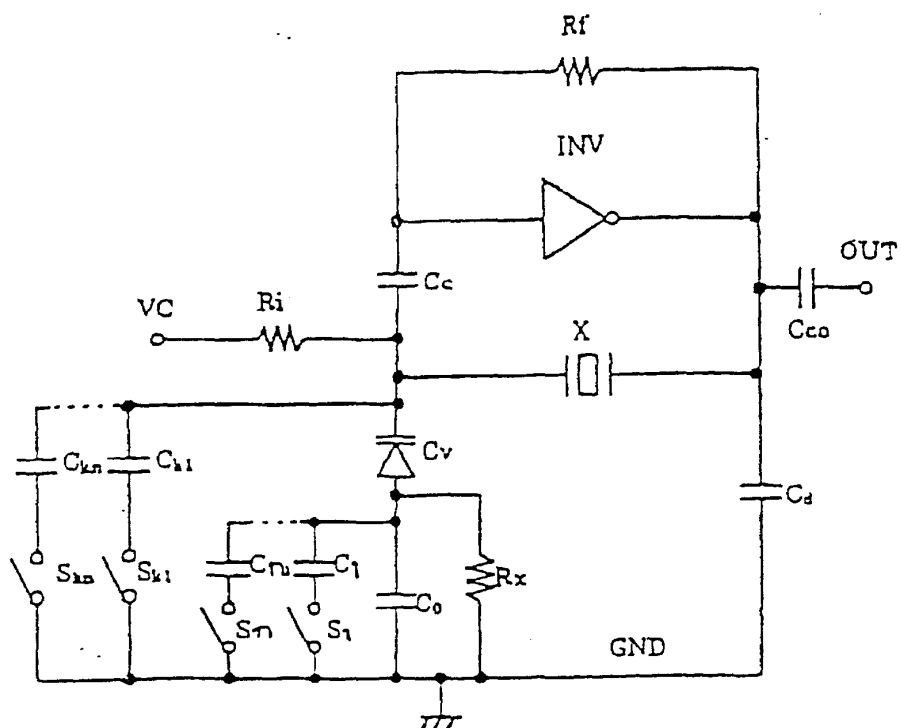 Rf
INV
OUT
Cc
VC
Ri
X
Cco
Ckn
Ck1
Cv
Cd
Skn
Sk1
Cn
C1
Rx
Sn
S1
C0
GND